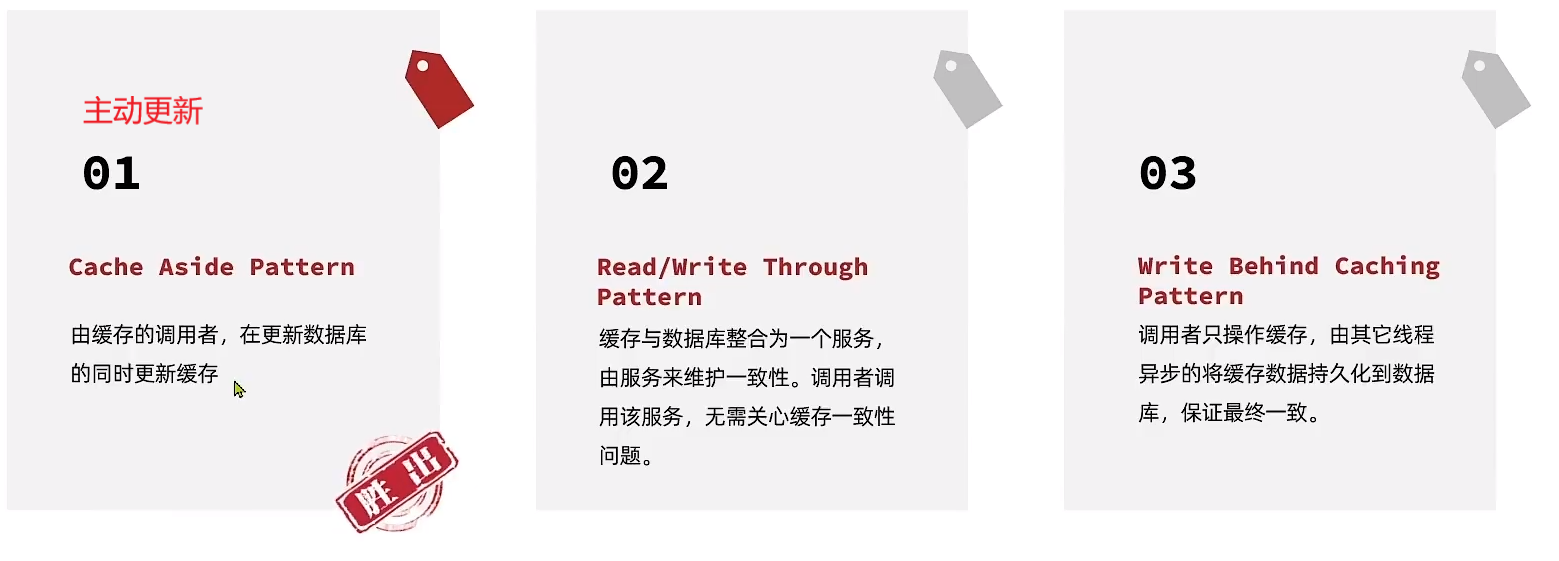 主动更新
01
Cache Aside Pattern
由缓存的调用者，在更新数据库
的同时更新缓存
胜出
02
Read/Write Through
Pattern
缓存与数据库整合为一个服务，
由服务来维护一致性。调用者调
用该服务，无需关心缓存一致性
问题。
03
Write Behind Caching
Pattern
调用者只操作缓存，由其它线程
异步的将缓存数据持久化到数据
库，保证最终一致。